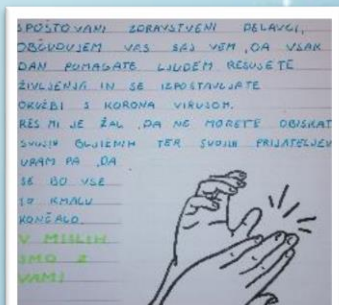 SPOŠTOVANI ZDRAVSTVENI DELAVCI,
OBČUDUJEM VAS SAJ VEM, DA VSAK
DAN POMAGATE LJUDEM REŠUJETE
ŽIVLJENJA IN SE IZPOSTAVLJATE
OKUŽBI S KORONA VIRUSOM.
RES MI JE ŽAL, DA NE MORETE OBISKAT
SVOJIH BLIŽNIH TER SVOJIH PRIJATELJEV
UPAM PA, DA
SE BO VSE
TO KMALU
KONČALO.
V MISLIH
SMO Z
VAMI